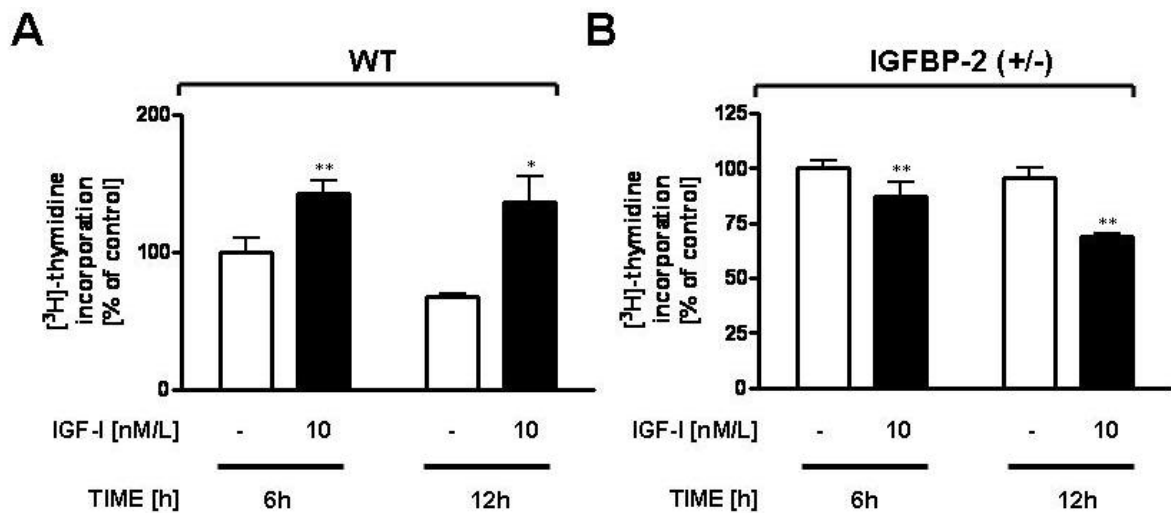 A
WT
[³H]-thymidine
incorporation
[% of control]
200
100
0
**
*
IGF-I [nM/L] - 10 - 10
TIME [h] 6h 12h
B
IGFBP-2 (+/-)
[³H]-thymidine
incorporation
[% of control]
125
100
75
50
25
0
**
**
IGF-I [nM/L] - 10 - 10
TIME [h] 6h 12h